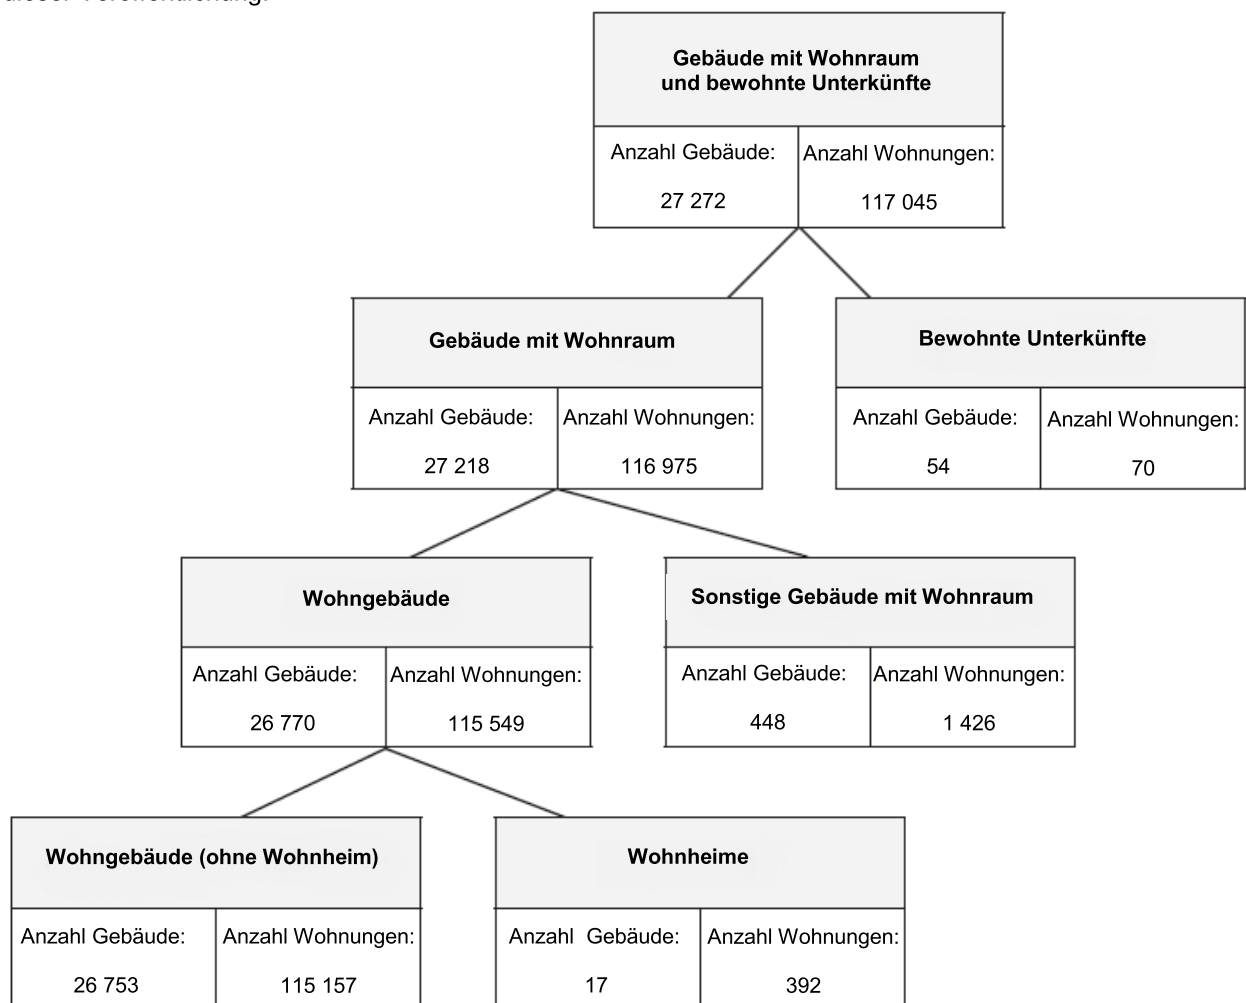 Gebäude mit Wohnraum
und bewohnte Unterkünfte
Anzahl Gebäude: Anzahl Wohnungen:
27 272 117 045
Gebäude mit Wohnraum
Anzahl Gebäude: Anzahl Wohnungen:
27 218 116 975
Bewohnte Unterkünfte
Anzahl Gebäude: Anzahl Wohnungen:
54 70
Wohngebäude
Anzahl Gebäude: Anzahl Wohnungen:
26 770 115 549
Sonstige Gebäude mit Wohnraum
Anzahl Gebäude: Anzahl Wohnungen:
448 1 426
Wohngebäude (ohne Wohnheim)
Anzahl Gebäude: Anzahl Wohnungen:
26 753 115 157
Wohnheime
Anzahl Gebäude: Anzahl Wohnungen:
17 392